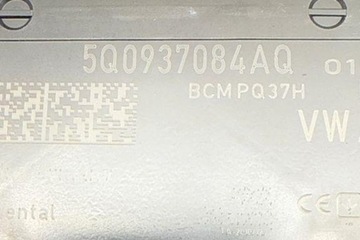 5Q0937084AQ 01
BCM PQ37H
VW
ental
CE